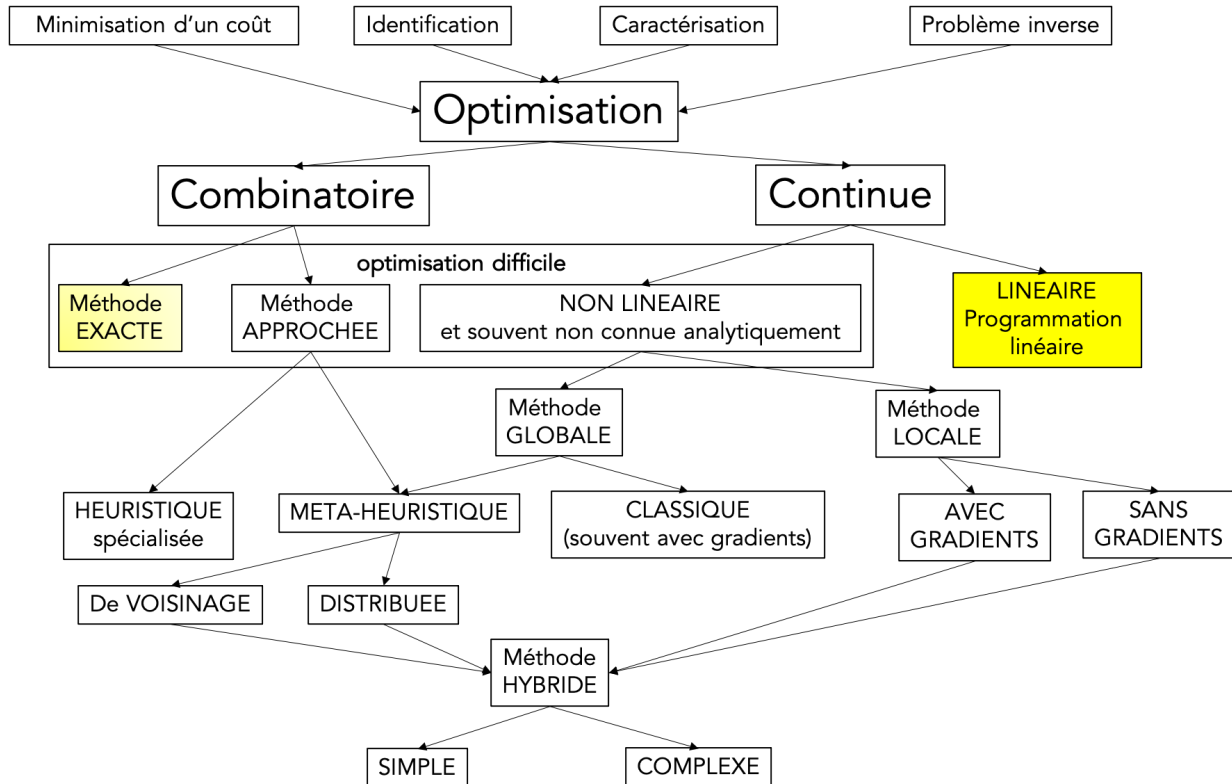 Minimisation d'un coût
Identification
Caractérisation
Problème inverse
Optimisation
Combinatoire
Continue
optimisation difficile
Méthode
EXACTE
Méthode
APPROCHEE
NON LINEAIRE
et souvent non connue analytiquement
LINEAIRE
Programmation
linéaire
Méthode
GLOBALE
Méthode
LOCALE
HEURISTIQUE
spécialisée
META-HEURISTIQUE
CLASSIQUE
(souvent avec gradients)
AVEC
GRADIENTS
SANS
GRADIENTS
De VOISINAGE
DISTRIBUEE
Méthode
HYBRIDE
SIMPLE
COMPLEXE